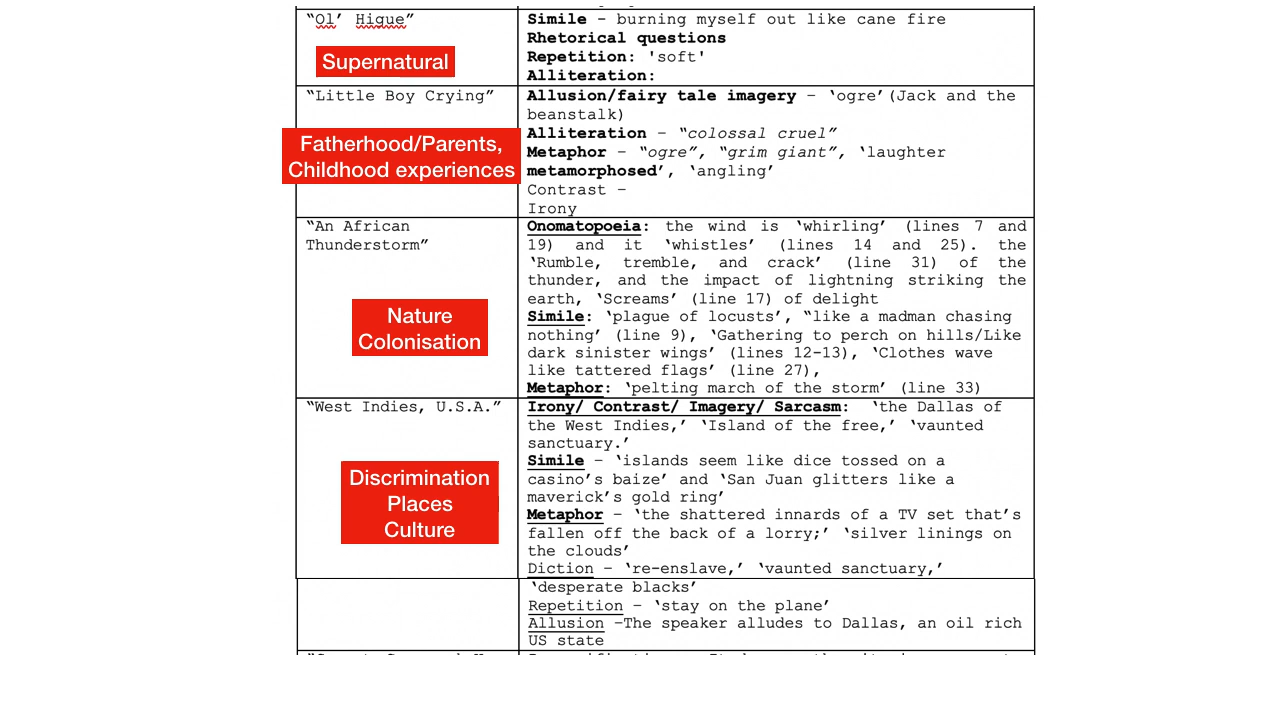 “Ol’ Higue”
Supernatural
Simile – burning myself out like cane fire
Rhetorical questions
Repetition: 'soft'
Alliteration:
“Little Boy Crying”
Fatherhood/Parents,
Childhood experiences
Allusion/fairy tale imagery – ‘ogre’(Jack and the
beanstalk)
Alliteration – “colossal cruel”
Metaphor – “ogre”, “grim giant”, ‘laughter
metamorphosed’, ‘angling’
Contrast –
Irony
“An African
Thunderstorm”
Nature
Colonisation
Onomatopoeia: the wind is ‘whirling’ (lines 7 and
19) and it ‘whistles’ (lines 14 and 25). the
‘Rumble, tremble, and crack’ (line 31) of the
thunder, and the impact of lightning striking the
earth, ‘Screams’ (line 17) of delight
Simile: ‘plague of locusts’, “like a madman chasing
nothing’ (line 9), ‘Gathering to perch on hills/Like
dark sinister wings’ (lines 12-13), ‘Clothes wave
like tattered flags’ (line 27),
Metaphor: ‘pelting march of the storm’ (line 33)
“West Indies, U.S.A.”
Discrimination
Places
Culture
Irony/ Contrast/ Imagery/ Sarcasm: ‘the Dallas of
the West Indies,’ ‘Island of the free,’ ‘vaunted
sanctuary.’
Simile – ‘islands seem like dice tossed on a
casino’s baize’ and ‘San Juan glitters like a
maverick’s gold ring’
Metaphor – ‘the shattered innards of a TV set that’s
fallen off the back of a lorry;’ ‘silver linings on
the clouds’
Diction – ‘re-enslave,’ ‘vaunted sanctuary,’
‘desperate blacks’
Repetition – ‘stay on the plane’
Allusion –The speaker alludes to Dallas, an oil rich
US state